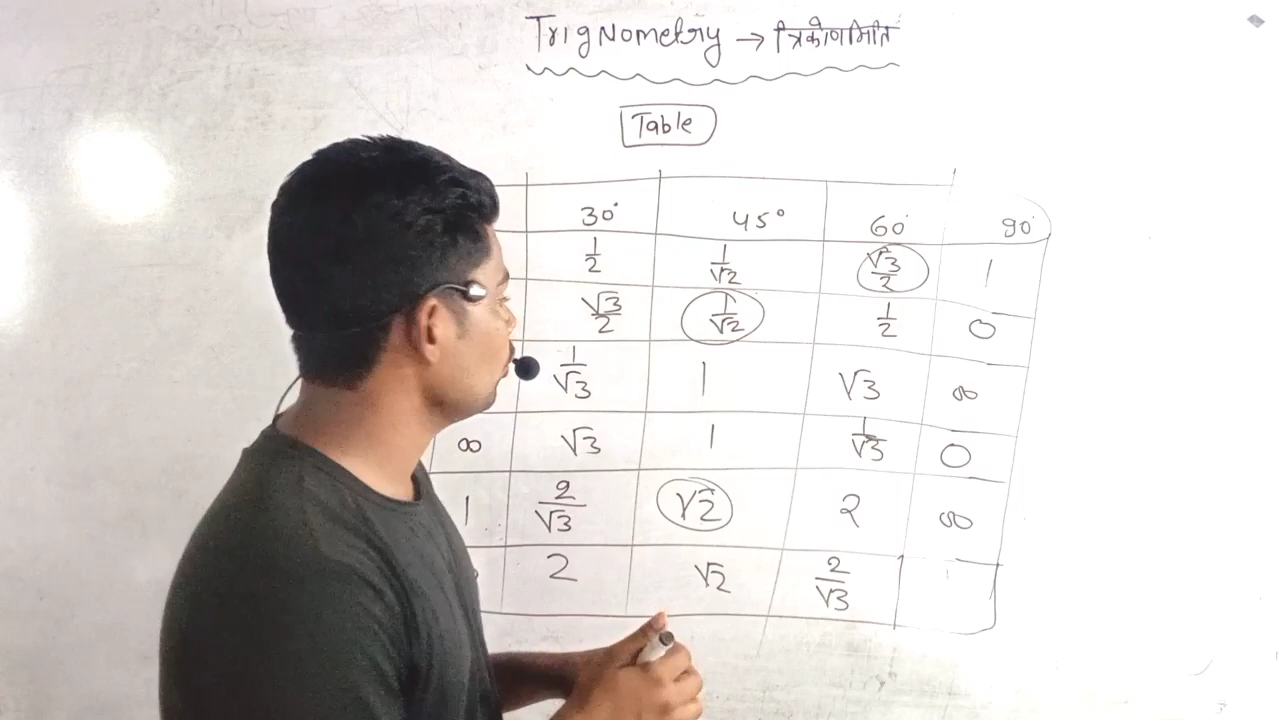 Trigonometry → त्रिकोणमिति
Table
30° 45° 60° 90°
1/2 1/√2 √3/2 1
√3/2 1/√2 1/2 0
1/√3 1 √3 ∞
∞ √3 1 1/√3 0
1 2/√3 √2 2 ∞
2 √2 2/√3